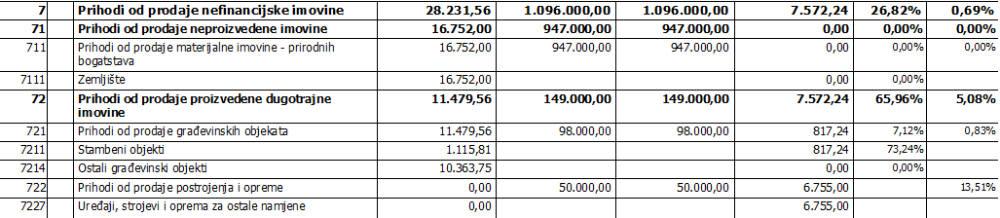 7 Prihodi od prodaje nefinancijske imovine 28.231,56 1.096.000,00 1.096.000,00 7.572,24 26,82% 0,69%
71 Prihodi od prodaje neproizvedene imovine 16.752,00 947.000,00 947.000,00 0,00 0,00% 0,00%
711 Prihodi od prodaje materijalne imovine - prirodnih 16.752,00 947.000,00 947.000,00 0,00 0,00% 0,00%
bogatstava
7111 Zemljište 16.752,00 0,00 0,00%
72 Prihodi od prodaje proizvedene dugotrajne 11.479,56 149.000,00 149.000,00 7.572,24 65,96% 5,08%
imovine
721 Prihodi od prodaje građevinskih objekata 11.479,56 98.000,00 98.000,00 817,24 7,12% 0,83%
7211 Stambeni objekti 1.115,81 817,24 73,24%
7214 Ostali građevinski objekti 10.363,75 0,00 0,00%
722 Prihodi od prodaje postrojenja i opreme 0,00 50.000,00 50.000,00 6.755,00 13,51%
7227 Uređaji, strojevi i oprema za ostale namjene 0,00 6.755,00